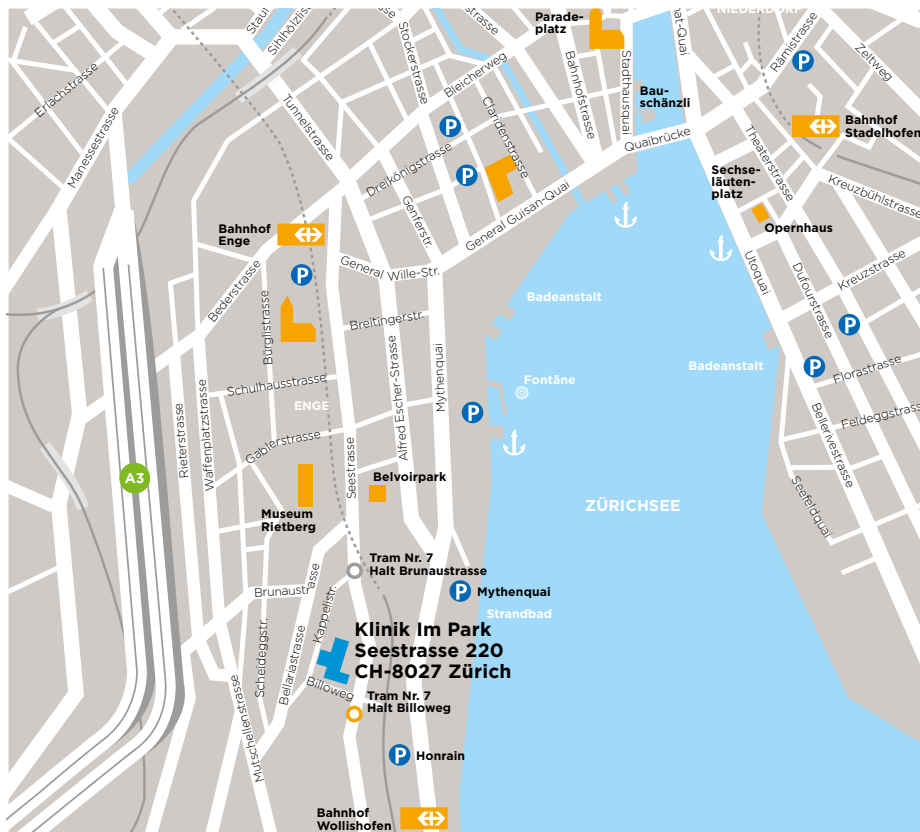 NIEDERDORF
Parade-
platz
Bau-
schänzli
Bahnhof
Stadelhofen
Sechse-
läuten-
platz
Opernhaus
Rämistrasse
Zeltweg
Theaterstrasse
Kreuzbühlstrasse
Kreuzstrasse
Utoquai
Dufourstrasse
Florastrasse
Feldeggstrasse
Bellerivestrasse
Seefeldquai
Quaibrücke
Stadthausquai
Bahnhofstrasse
Bleicherweg
Stockerstrasse
Claridenstrasse
Dreikönigstrasse
Genferstr.
General Guisan-Quai
General Wille-Str.
Sihlhölzlistr.
Tunnelstrasse
Erlachstrasse
Manessestrasse
Bahnhof
Enge
Bederstrasse
Bürglistrasse
Breitingerstr.
Schulhausstrasse
ENGE
Gablerstrasse
Rieterstrasse
Waffenplatzstrasse
Seestrasse
Alfred Escher-Strasse
Mythenquai
Badeanstalt
Fontäne
Badeanstalt
ZÜRICHSEE
A3
Belvoirpark
Museum
Rietberg
Tram Nr. 7
Halt Brunaustrasse
P
P
P
P
P
P
P
P Mythenquai
Strandbad
Brunaustrasse
Kappelistr.
Scheideggstr.
Bellariastrasse
Klinik Im Park
Seestrasse 220
CH-8027 Zürich
Billoweg
Tram Nr. 7
Halt Billoweg
Mutschellenstrasse
P Honrain
Bahnhof
Wollishofen